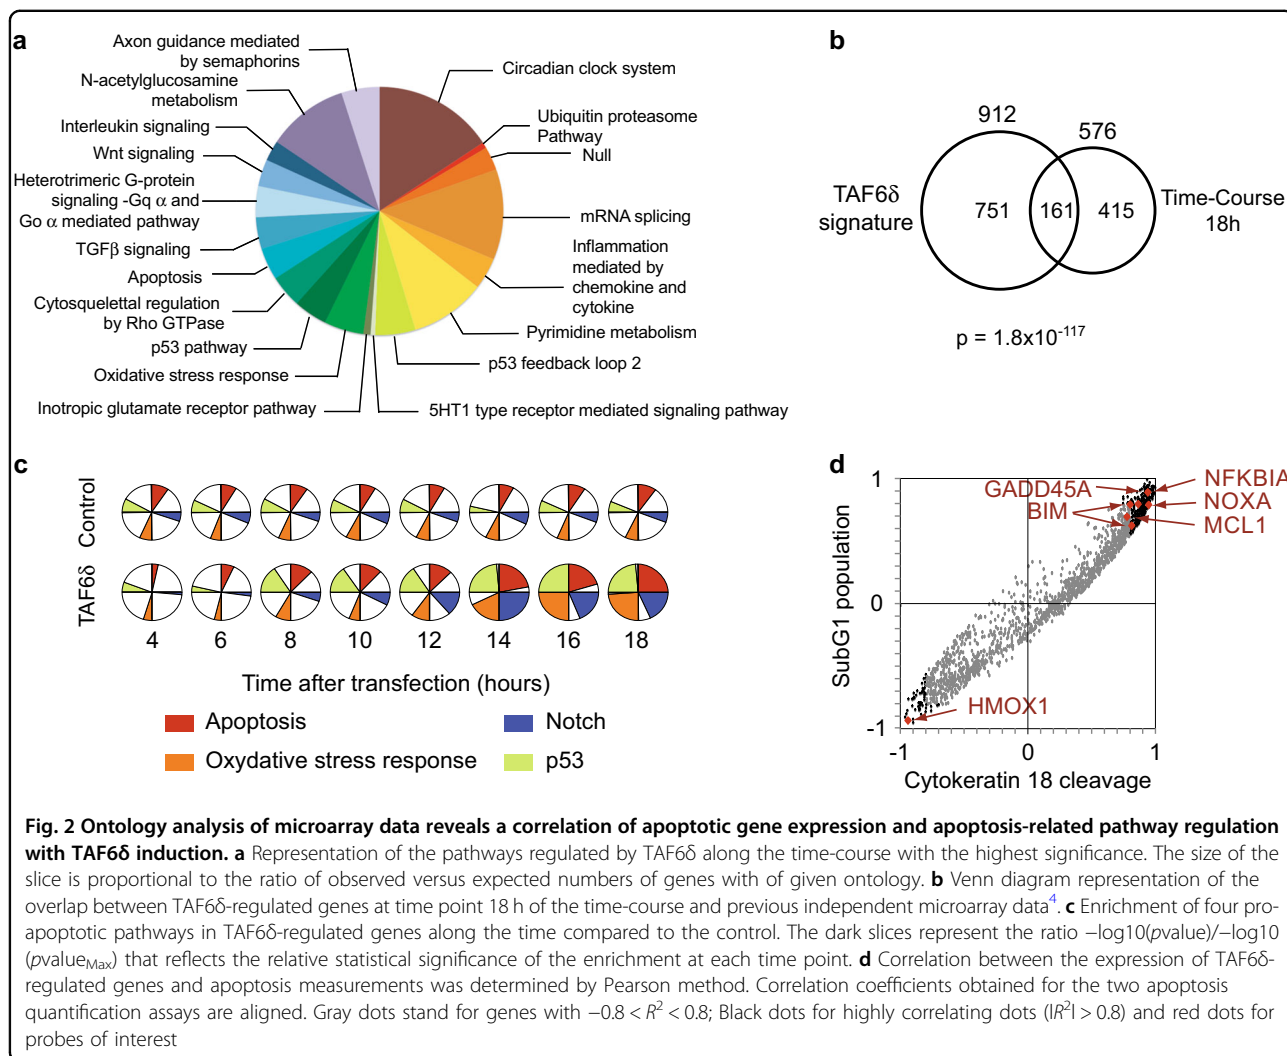 a
Axon guidance mediated
by semaphorins
N-acetylglucosamine
metabolism
Interleukin signaling
Wnt signaling
Heterotrimeric G-protein
signaling -Gq α and
Go α mediated pathway
TGFβ signaling
Apoptosis
Cytosquelettal regulation
by Rho GTPase
p53 pathway
Oxidative stress response
Inotropic glutamate receptor pathway
Circadian clock system
Ubiquitin proteasome
Pathway
Null
mRNA splicing
Inflammation
mediated by
chemokine and
cytokine
Pyrimidine metabolism
p53 feedback loop 2
5HT1 type receptor mediated signaling pathway
b
912
576
TAF6δ
signature
751
161
415
Time-Course
18h
p = 1.8x10-117
c
Control
TAF6δ
4 6 8 10 12 14 16 18
Time after transfection (hours)
Apoptosis
Notch
Oxydative stress response
p53
d
SubG1 population
1
0
-1
-1 0 1
Cytokeratin 18 cleavage
GADD45A
BIM
NFKBIA
NOXA
MCL1
HMOX1
Fig. 2 Ontology analysis of microarray data reveals a correlation of apoptotic gene expression and apoptosis-related pathway regulation
with TAF6δ induction. a Representation of the pathways regulated by TAF6δ along the time-course with the highest significance. The size of the
slice is proportional to the ratio of observed versus expected numbers of genes with of given ontology. b Venn diagram representation of the
overlap between TAF6δ-regulated genes at time point 18 h of the time-course and previous independent microarray data4. c Enrichment of four pro-
apoptotic pathways in TAF6δ-regulated genes along the time compared to the control. The dark slices represent the ratio −log10(pvalue)/−log10
(pvalueMax) that reflects the relative statistical significance of the enrichment at each time point. d Correlation between the expression of TAF6δ-
regulated genes and apoptosis measurements was determined by Pearson method. Correlation coefficients obtained for the two apoptosis
quantification assays are aligned. Gray dots stand for genes with −0.8 < R2 < 0.8; Black dots for highly correlating dots (lR2l > 0.8) and red dots for
probes of interest